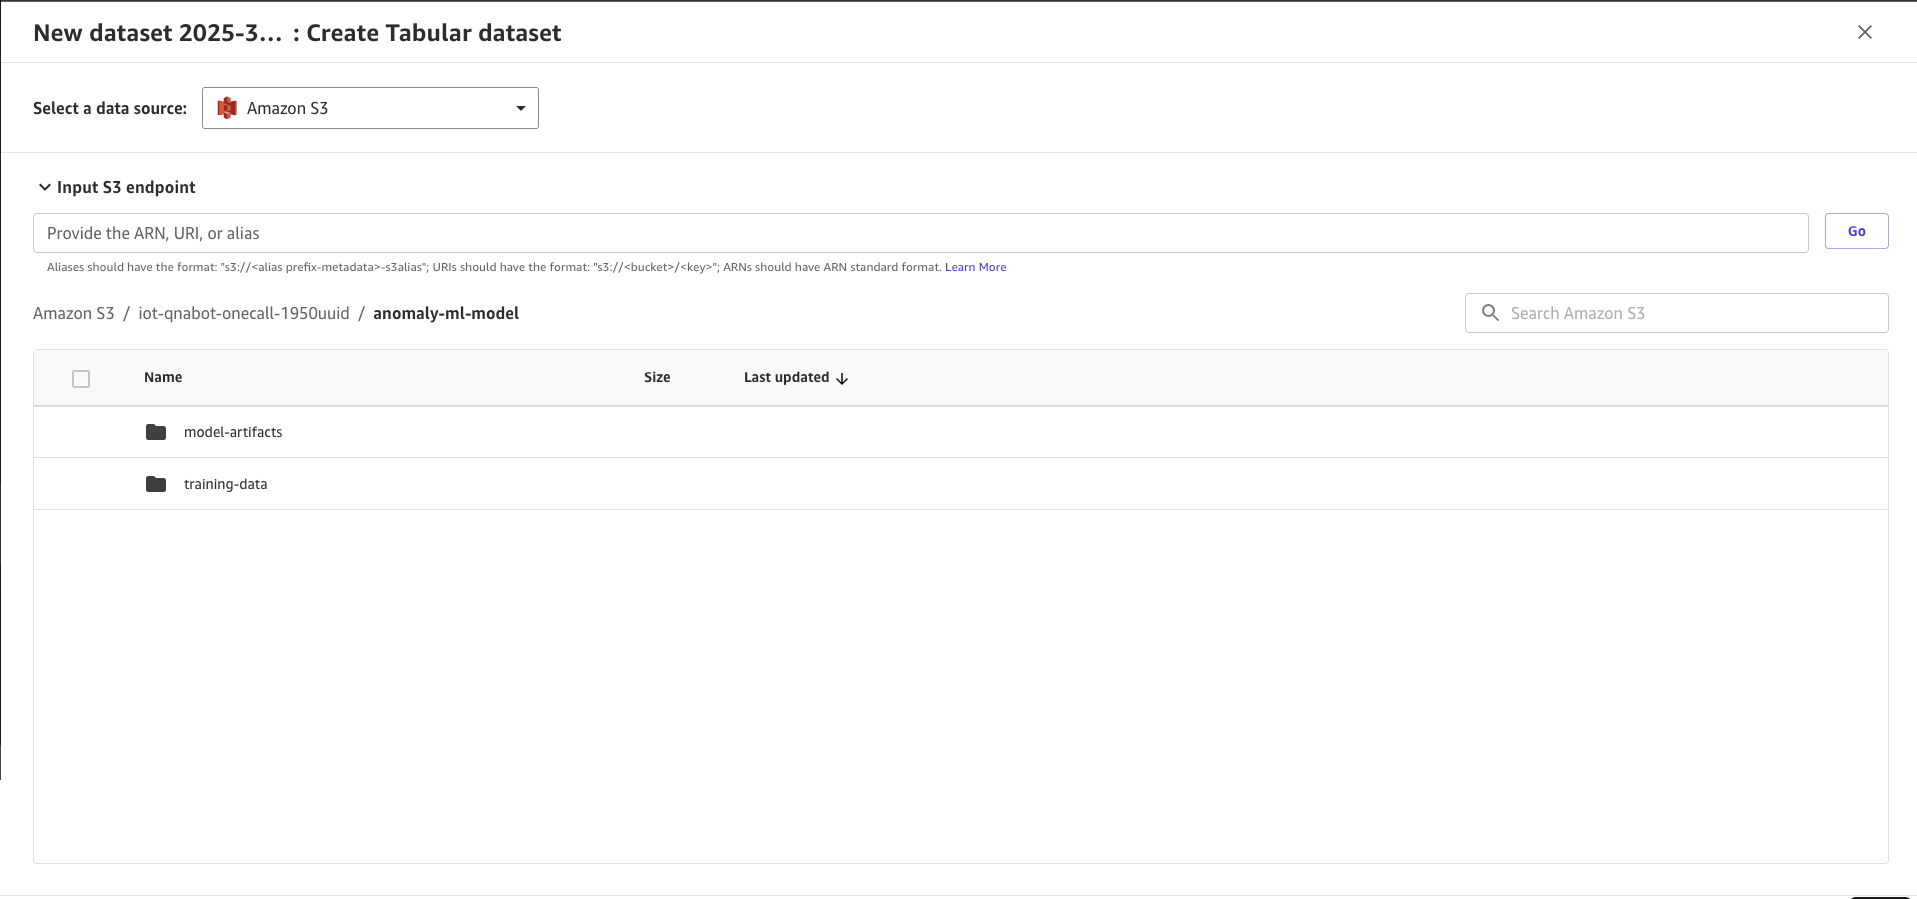 New dataset 2025-3... : Create Tabular dataset
Select a data source: Amazon S3
Input S3 endpoint
Provide the ARN, URI, or alias Go
Aliases should have the format: "s3://<alias prefix-metadata>-s3alias"; URIs should have the format: "s3://<bucket>/<key>"; ARNs should have ARN standard format. Learn More
Amazon S3 / iot-qnabot-onecall-1950uuid / anomaly-ml-model Search Amazon S3
Name Size Last updated
model-artifacts
training-data